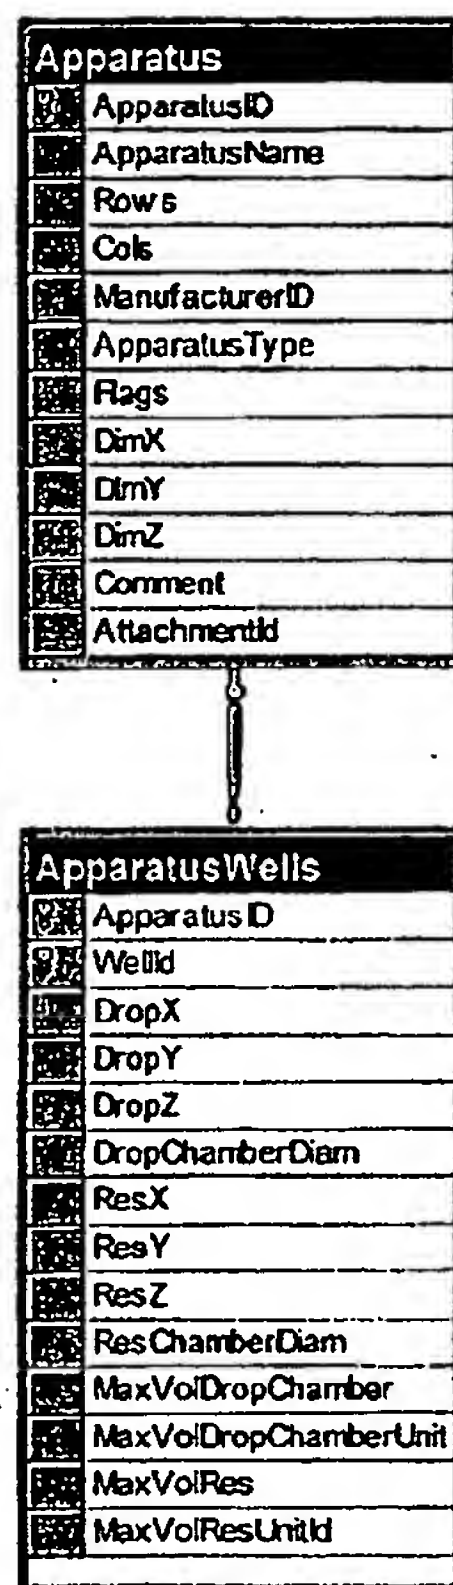 Apparatus
ApparatusID
ApparatusName
Rows
Cols
ManufacturerID
ApparatusType
Flags
DimX
DimY
DimZ
Comment
AttachmentId
ApparatusWells
ApparatusID
WellId
DropX
DropY
DropZ
DropChamberDiam
ResX
ResY
ResZ
ResChamberDiam
MaxVolDropChamber
MaxVolDropChamberUnit
MaxVolRes
MaxVolResUnitId